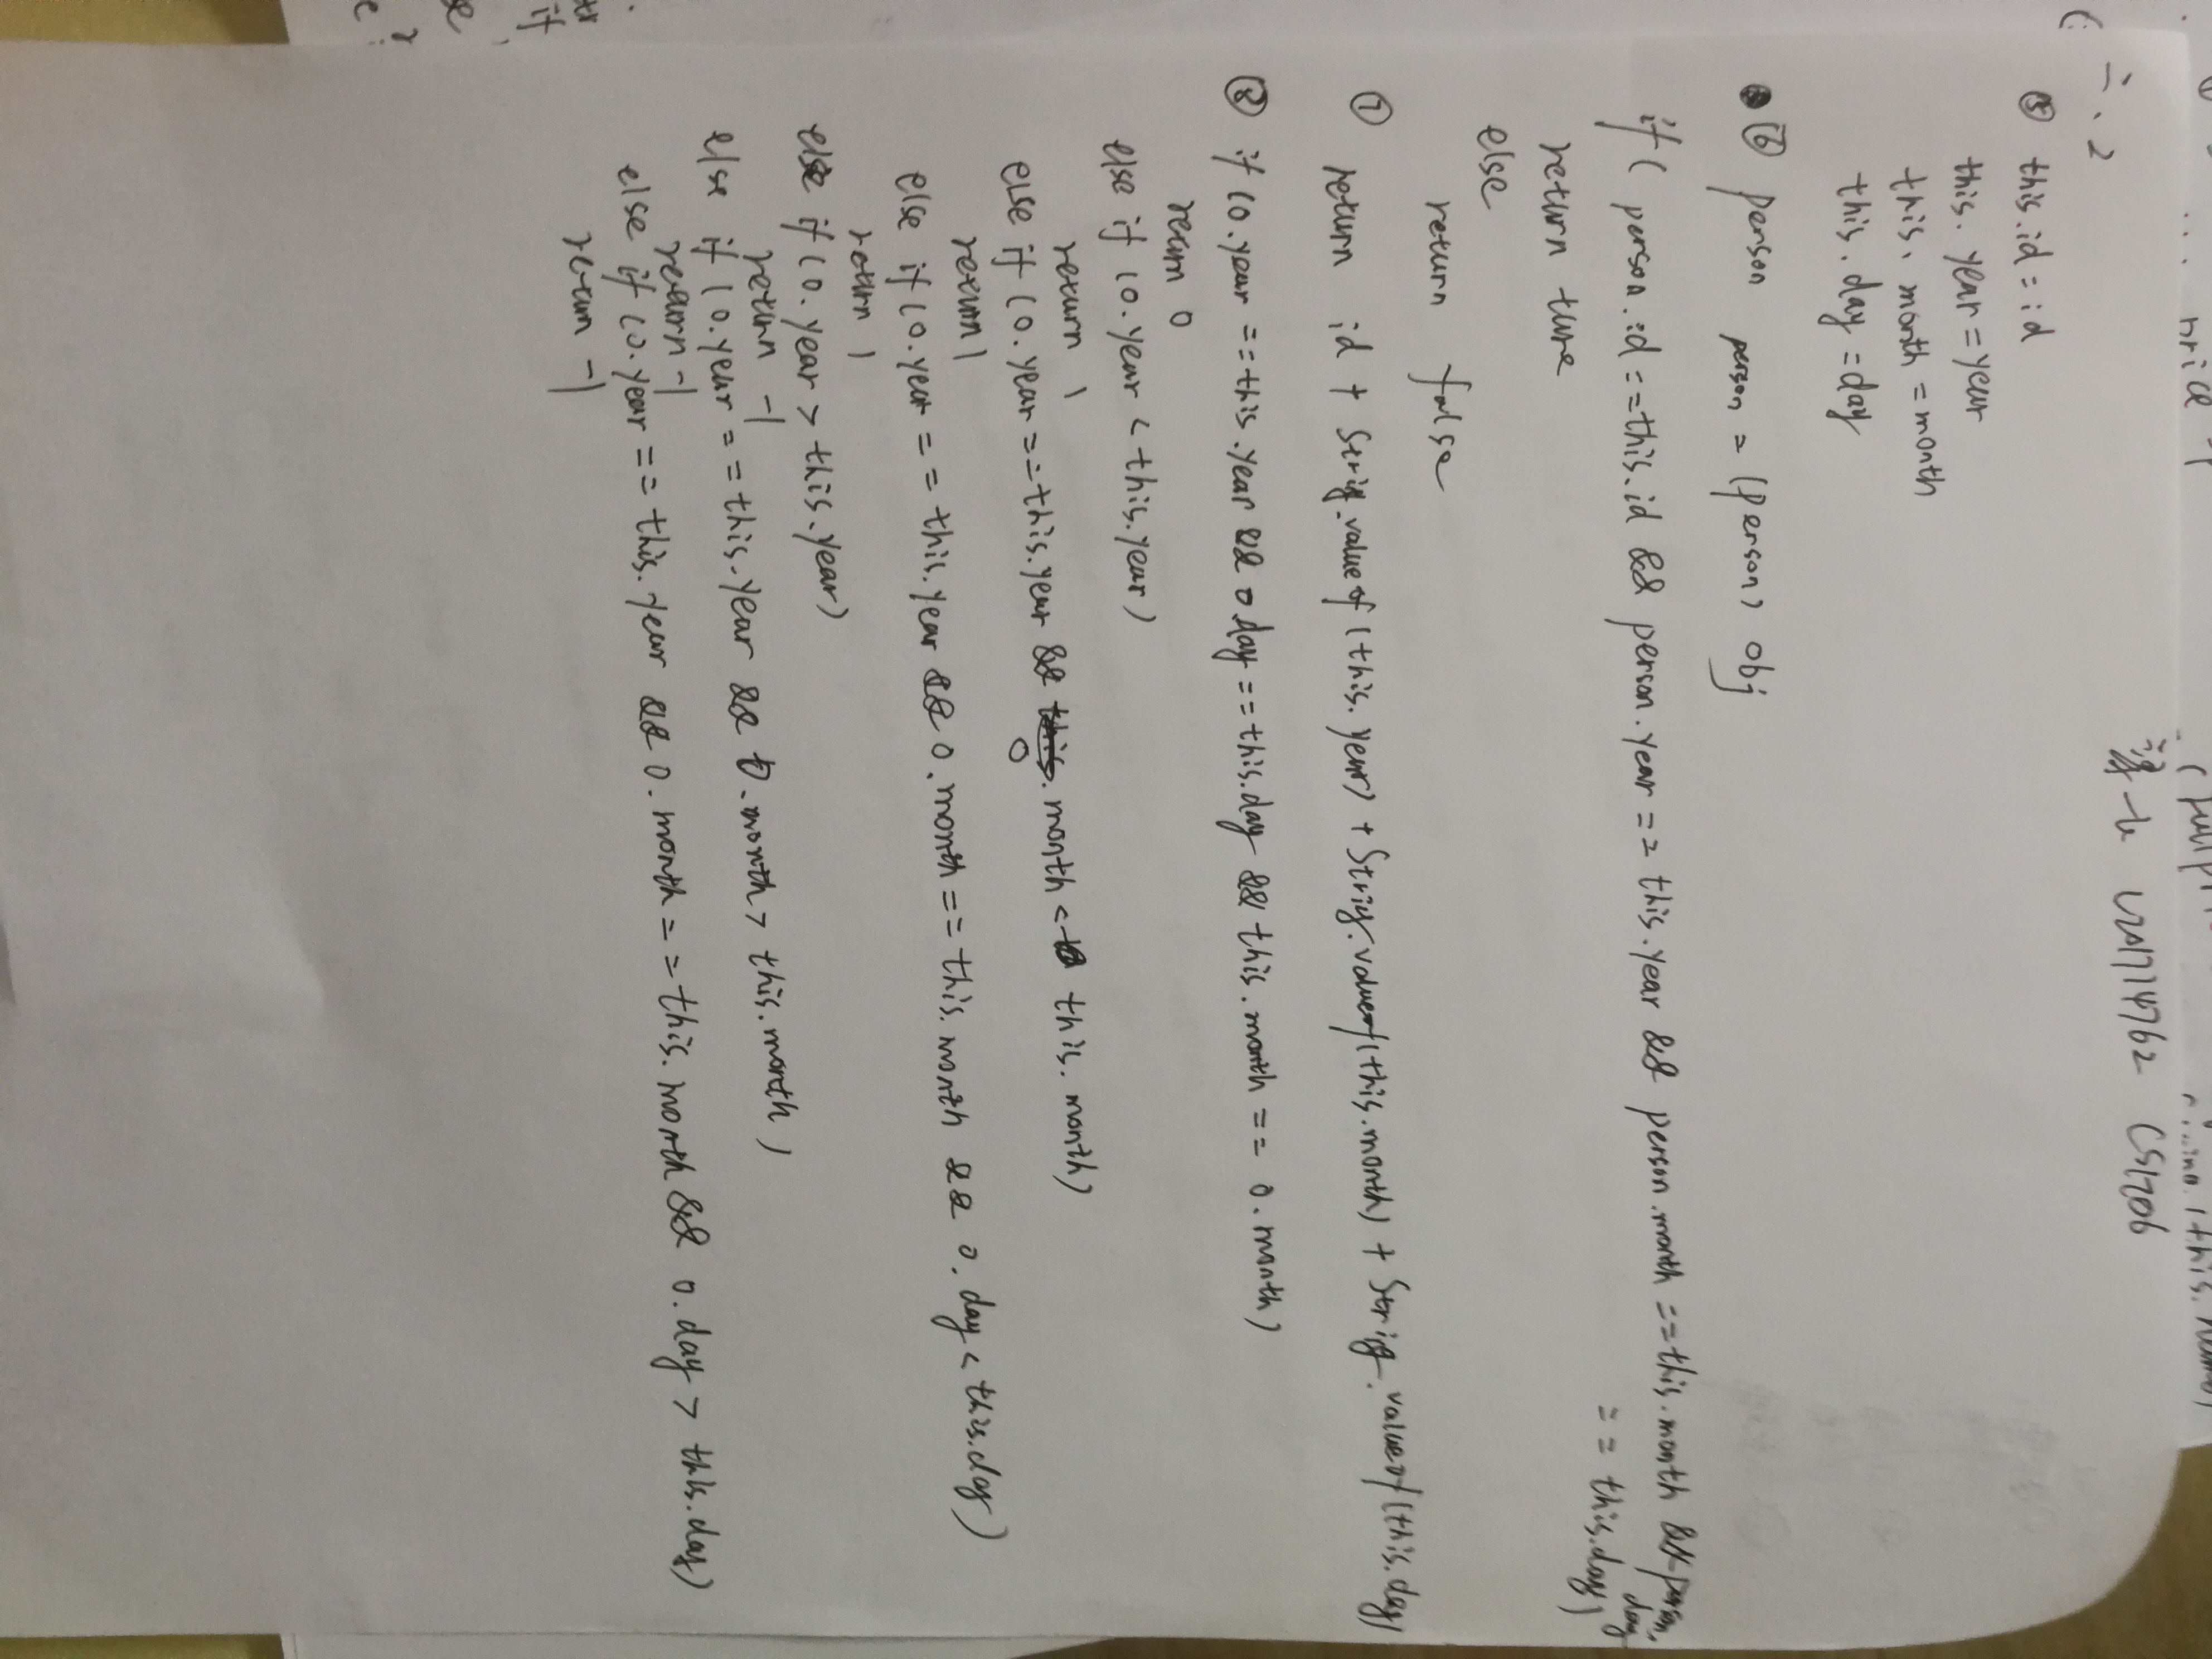 二、2
U201714762 CS1706
⑤ this.id = id
this.year = year
this.month = month
this.day = day
⑥ person person = (person) obj
if ( person.id == this.id && person.year == this.year && person.month == this.month && person.day
== this.day)
return ture
else
return false
⑦ return id + String.valueof(this.year) + String.valueof(this.month) + String.valueof(this.day)
⑧ if (o.year == this.year && o.day == this.day && this.month == o.month)
return 0
else if (o.year < this.year)
return 1
else if (o.year == this.year && o.month < this.month)
return 1
else if (o.year == this.year && o.month == this.month && o.day < this.day)
return 1
else if (o.year > this.year)
return -1
else if (o.year == this.year && o.month > this.month)
return -1
else if (o.year == this.year && o.month == this.month && o.day > this.day)
return -1